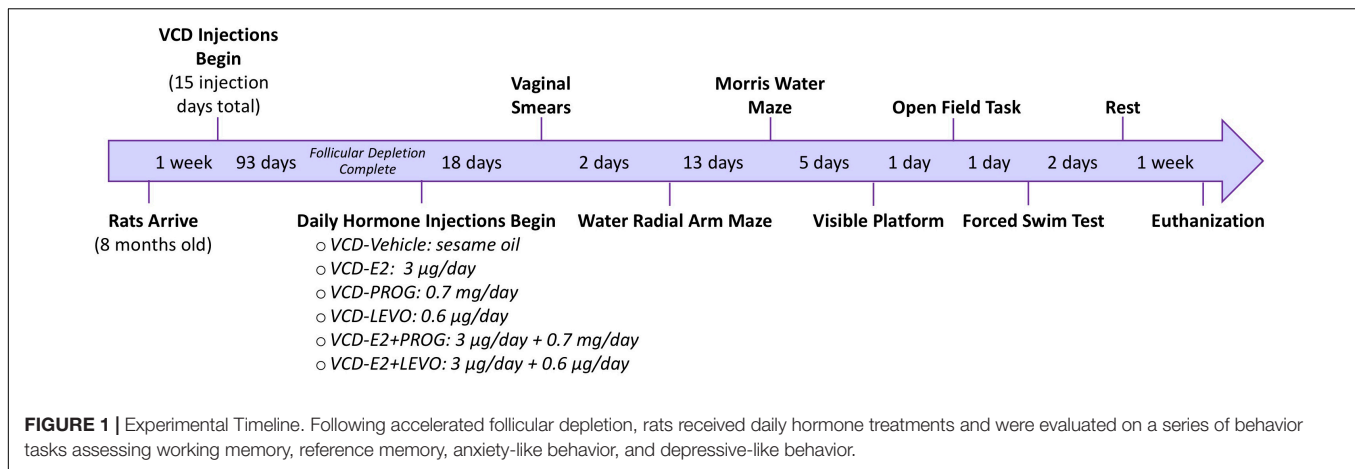 VCD Injections
Begin
(15 injection
days total)
Vaginal
Smears
Morris Water
Maze
Open Field Task
Rest
1 week
93 days
Follicular Depletion
Complete
18 days
2 days
13 days
5 days
1 day
1 day
2 days
1 week
Rats Arrive
(8 months old)
Daily Hormone Injections Begin
○ VCD-Vehicle: sesame oil
○ VCD-E2: 3 µg/day
○ VCD-PROG: 0.7 mg/day
○ VCD-LEVO: 0.6 µg/day
○ VCD-E2+PROG: 3 µg/day + 0.7 mg/day
○ VCD-E2+LEVO: 3 µg/day + 0.6 µg/day
Water Radial Arm Maze
Visible Platform
Forced Swim Test
Euthanization
FIGURE 1 | Experimental Timeline. Following accelerated follicular depletion, rats received daily hormone treatments and were evaluated on a series of behavior
tasks assessing working memory, reference memory, anxiety-like behavior, and depressive-like behavior.